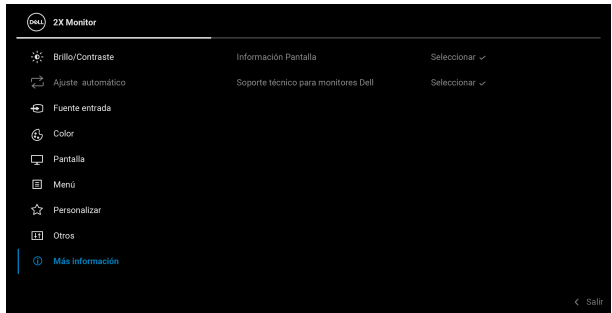 DELL 2X Monitor
Brillo/Contraste Información Pantalla Seleccionar
Ajuste automático Soporte técnico para monitores Dell Seleccionar
Fuente entrada
Color
Pantalla
Menú
Personalizar
Otros
Más información
Salir